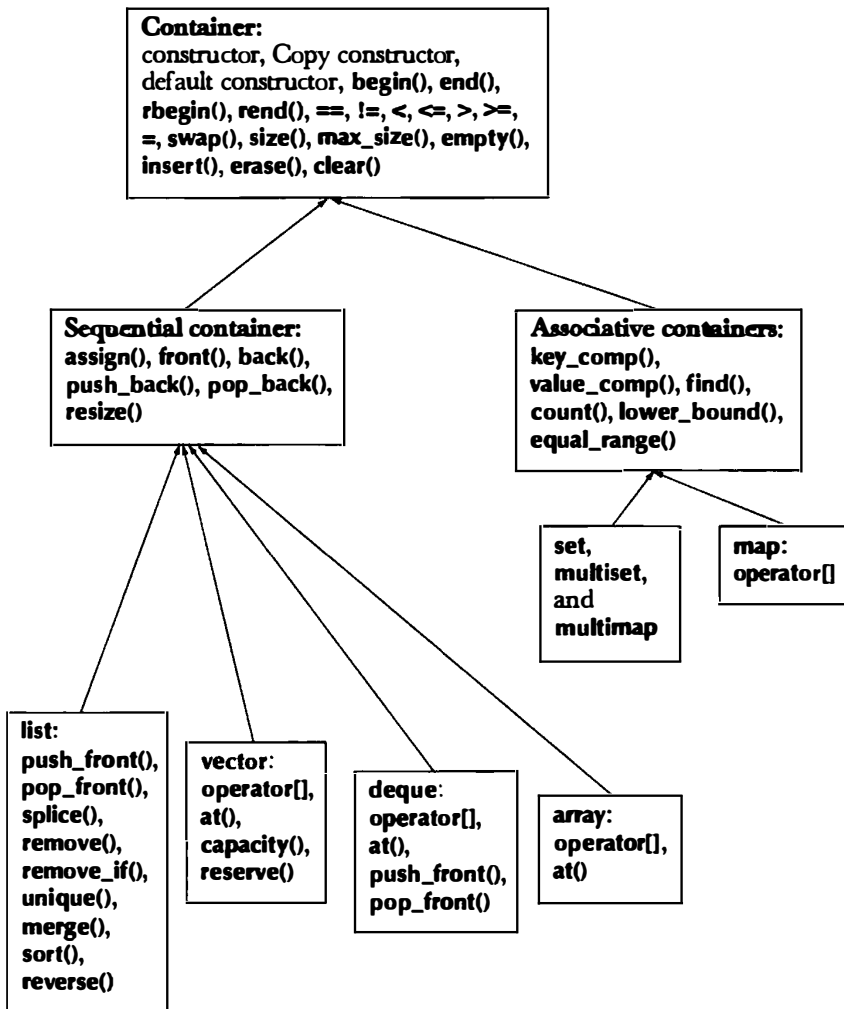 Container:
constructor, Copy constructor,
default constructor, begin(), end(),
rbegin(), rend(), ==, !=, <, <=, >, >=,
=, swap(), size(), max_size(), empty(),
insert(), erase(), clear()
Sequential container:
assign(), front(), back(),
push_back(), pop_back(),
resize()
Associative containers:
key_comp(),
value_comp(), find(),
count(), lower_bound(),
equal_range()
set,
multiset,
and
multimap
map:
operator[]
list:
push_front(),
pop_front(),
splice(),
remove(),
remove_if(),
unique(),
merge(),
sort(),
reverse()
vector:
operator[],
at(),
capacity(),
reserve()
deque:
operator[],
at(),
push_front(),
pop_front()
array:
operator[],
at()